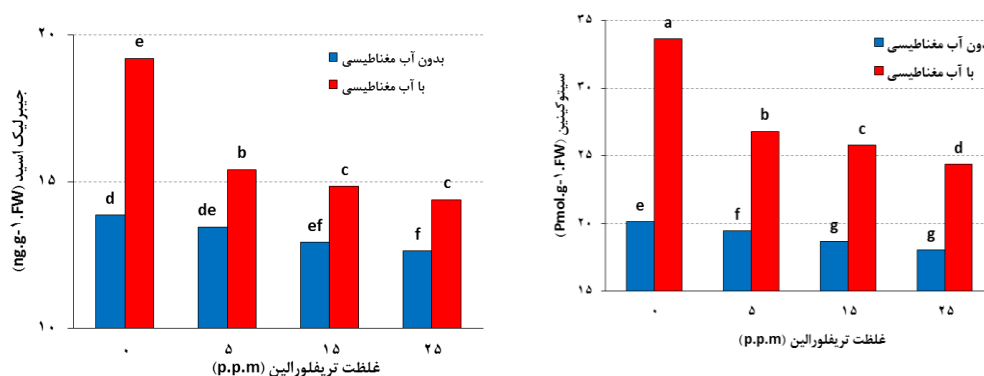 ۲۰
۱۵
۱۰
جیبرلیک اسید (ng.g-۱.FW)
بدون آب مغناطیسی
با آب مغناطیسی
e
d
de
b
ef
c
f
c
۰ ۵ ۱۵ ۲۵
غلظت تریفلورالین (p.p.m)
۳۵
۳۰
۲۵
۲۰
۱۵
سیتوکینین (Pmol.g-۱.FW)
آب مغناطیسی
با آب مغناطیسی
a
e
b
f
c
g
d
g
۰ ۵ ۱۵ ۲۵
غلظت تریفلورالین (p.p.m)